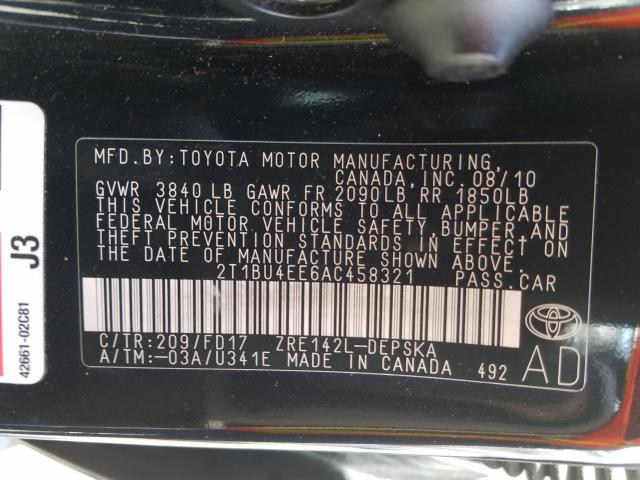 MFD.BY:TOYOTA MOTOR MANUFACTURING,
CANADA,INC. 08/10
GVWR 3840 LB GAWR FR 2090LB RR 1850LB
THIS VEHICLE CONFORMS TO ALL APPLICABLE
FEDERAL MOTOR VEHICLE SAFETY,BUMPER AND
THEFT PREVENTION STANDARDS IN EFFECT ON
THE DATE OF MANUFACTURE SHOWN ABOVE.
2T1BU4EE6AC458321 PASS.CAR
C/TR:209/FD17 ZRE142L-DEPSKA
A/TM:-03A/U341E MADE IN CANADA 492
AD
J3
42661-02C81